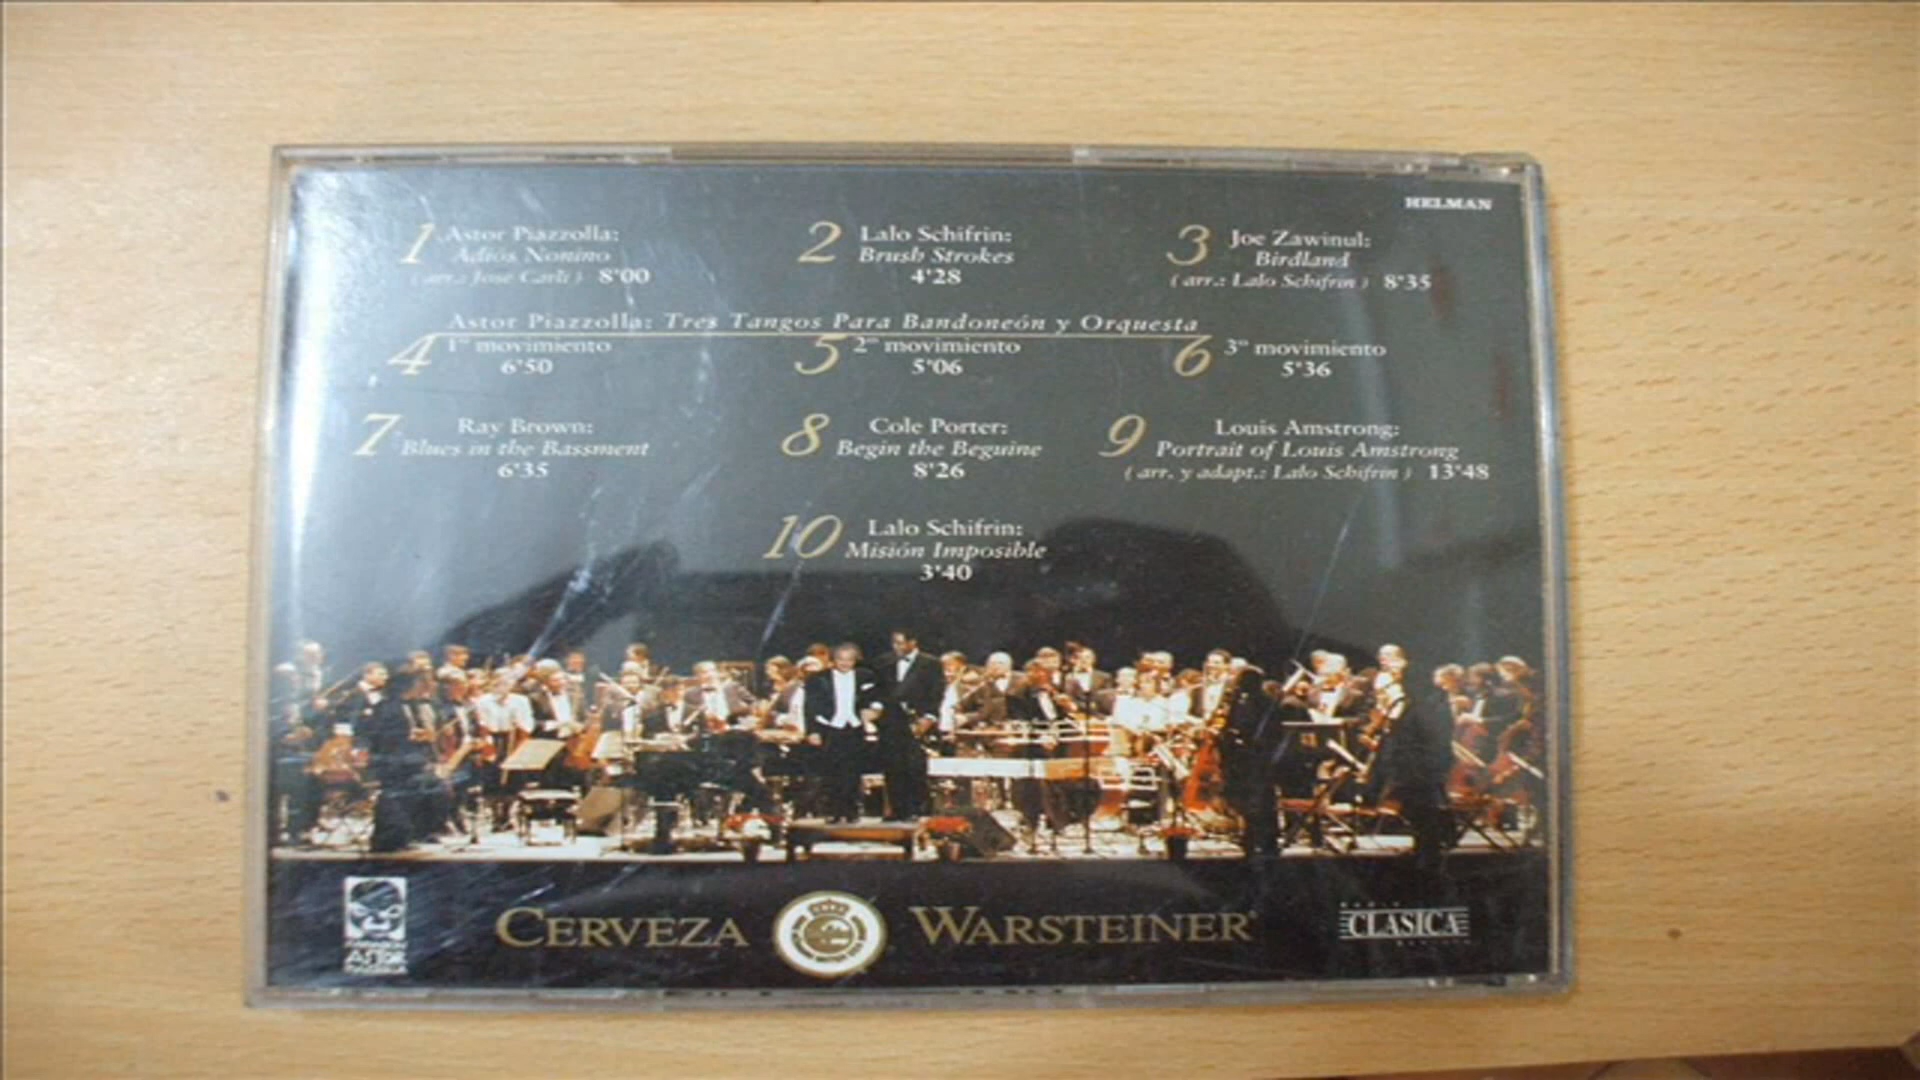 HELMAN
1 Astor Piazzolla:
Adiós Nonino
(arr.: José Carli) 8'00
2 Lalo Schifrin:
Brush Strokes
4'28
3 Joe Zawinul:
Birdland
(arr.: Lalo Schifrin) 8'35
Astor Piazzolla: Tres Tangos Para Bandoneón y Orquesta
4 1er movimiento
6'50
5 2do movimiento
5'06
6 3er movimiento
5'36
7 Ray Brown:
Blues in the Bassment
6'35
8 Cole Porter:
Begin the Beguine
8'26
9 Louis Amstrong:
Portrait of Louis Amstrong
(arr. y adapt.: Lalo Schifrin) 13'48
10 Lalo Schifrin:
Misión Imposible
3'40
ASTOR
PIAZZOLLA
CERVEZA WARSTEINER®
RADIO
CLASICA